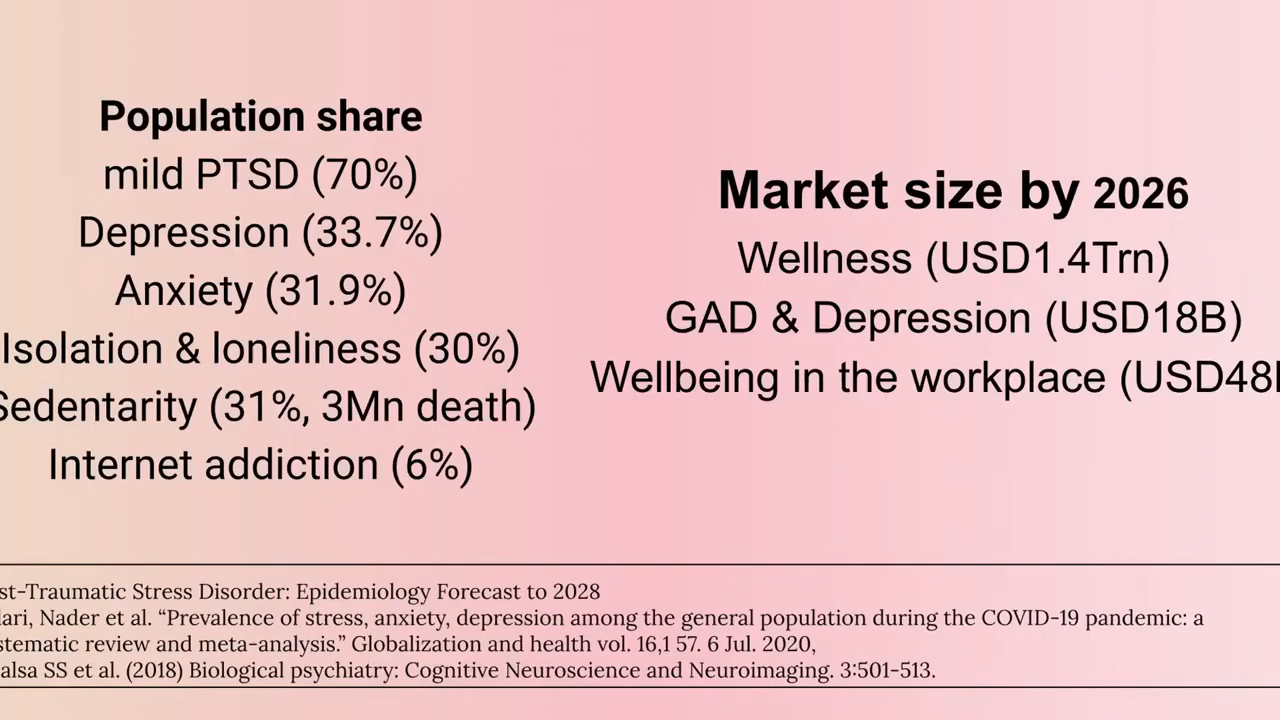 Population share
mild PTSD (70%)
Depression (33.7%)
Anxiety (31.9%)
Isolation & loneliness (30%)
Sedentarity (31%, 3Mn death)
Internet addiction (6%)
Market size by 2026
Wellness (USD1.4Trn)
GAD & Depression (USD18B)
Wellbeing in the workplace (USD48
st-Traumatic Stress Disorder: Epidemiology Forecast to 2028
lari, Nader et al. “Prevalence of stress, anxiety, depression among the general population during the COVID-19 pandemic: a
stematic review and meta-analysis.” Globalization and health vol. 16,1 57. 6 Jul. 2020,
alsa SS et al. (2018) Biological psychiatry: Cognitive Neuroscience and Neuroimaging. 3:501-513.